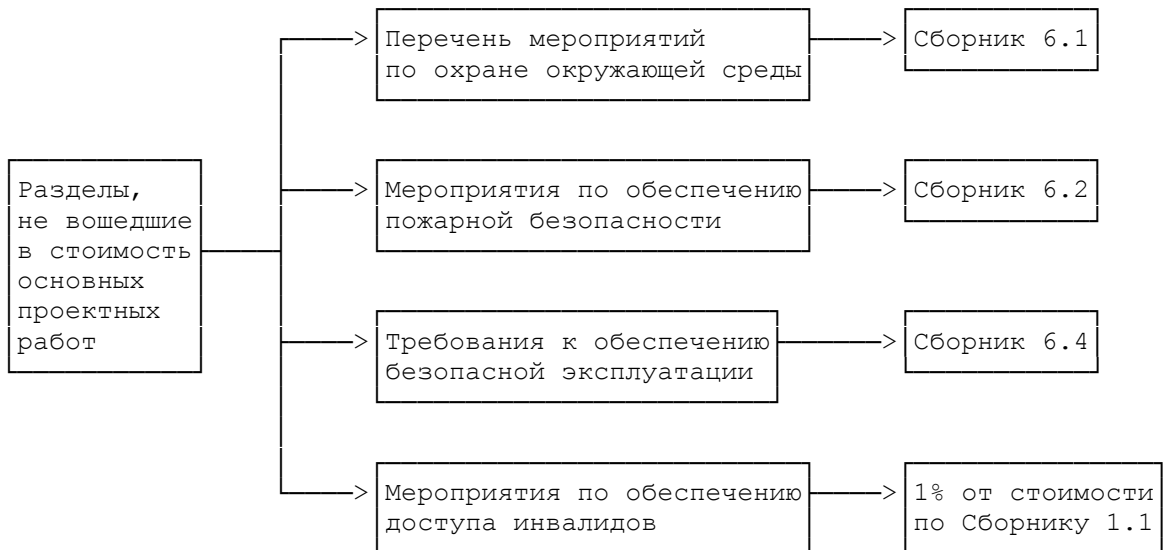 Перечень мероприятий
по охране окружающей среды
Сборник 6.1
Разделы,
не вошедшие
в стоимость
основных
проектных
работ
Мероприятия по обеспечению
пожарной безопасности
Сборник 6.2
Требования к обеспечению
безопасной эксплуатации
Сборник 6.4
Мероприятия по обеспечению
доступа инвалидов
1% от стоимости
по Сборнику 1.1